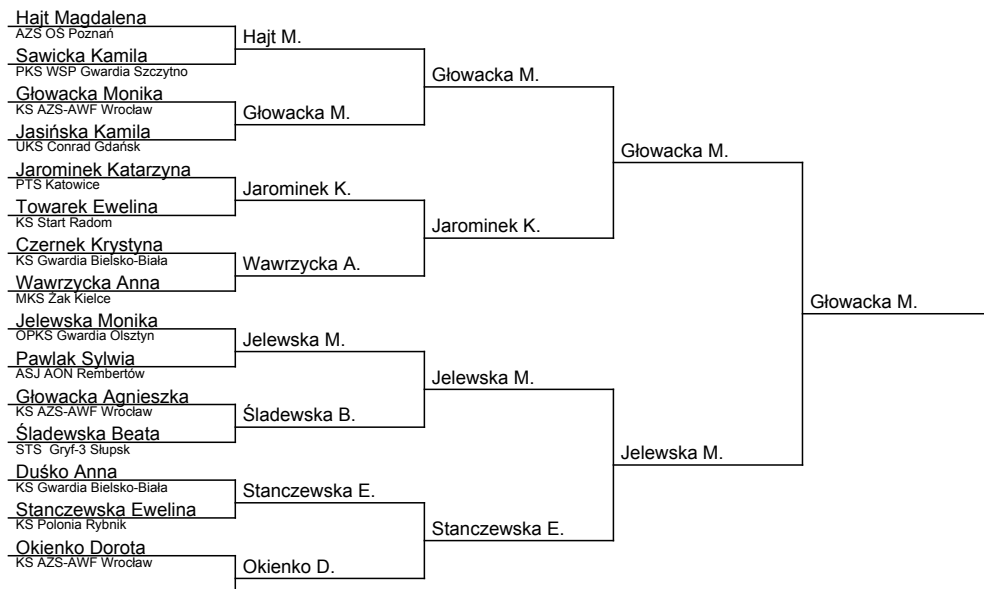 Hajt Magdalena
AZS OŚ Poznań
Sawicka Kamila
PKS WSP Gwardia Szczytno
Głowacka Monika
KS AZS-AWF Wrocław
Jasińska Kamila
UKS Conrad Gdańsk
Jarominek Katarzyna
PTS Katowice
Towarek Ewelina
KS Start Radom
Czernek Krystyna
KS Gwardia Bielsko-Biała
Wawrzycka Anna
MKS Żak Kielce
Jelewska Monika
OPKS Gwardia Olsztyn
Pawlak Sylwia
ASJ AON Rembertów
Głowacka Agnieszka
KS AZS-AWF Wrocław
Śladewska Beata
STS Gryf-3 Słupsk
Duśko Anna
KS Gwardia Bielsko-Biała
Stanczewska Ewelina
KS Polonia Rybnik
Okienko Dorota
KS AZS-AWF Wrocław
Hajt M.
Głowacka M.
Jarominek K.
Wawrzycka A.
Jelewska M.
Śladewska B.
Stanczewska E.
Okienko D.
Głowacka M.
Jarominek K.
Jelewska M.
Stanczewska E.
Głowacka M.
Jelewska M.
Głowacka M.